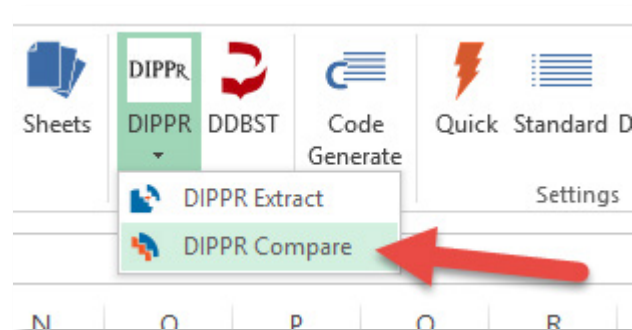 DIPPR
Sheets
DIPPR
DDBST
Code
Generate
Quick
Standard
D
Settings
DIPPR Extract
DIPPR Compare
N
O
P
Q
R